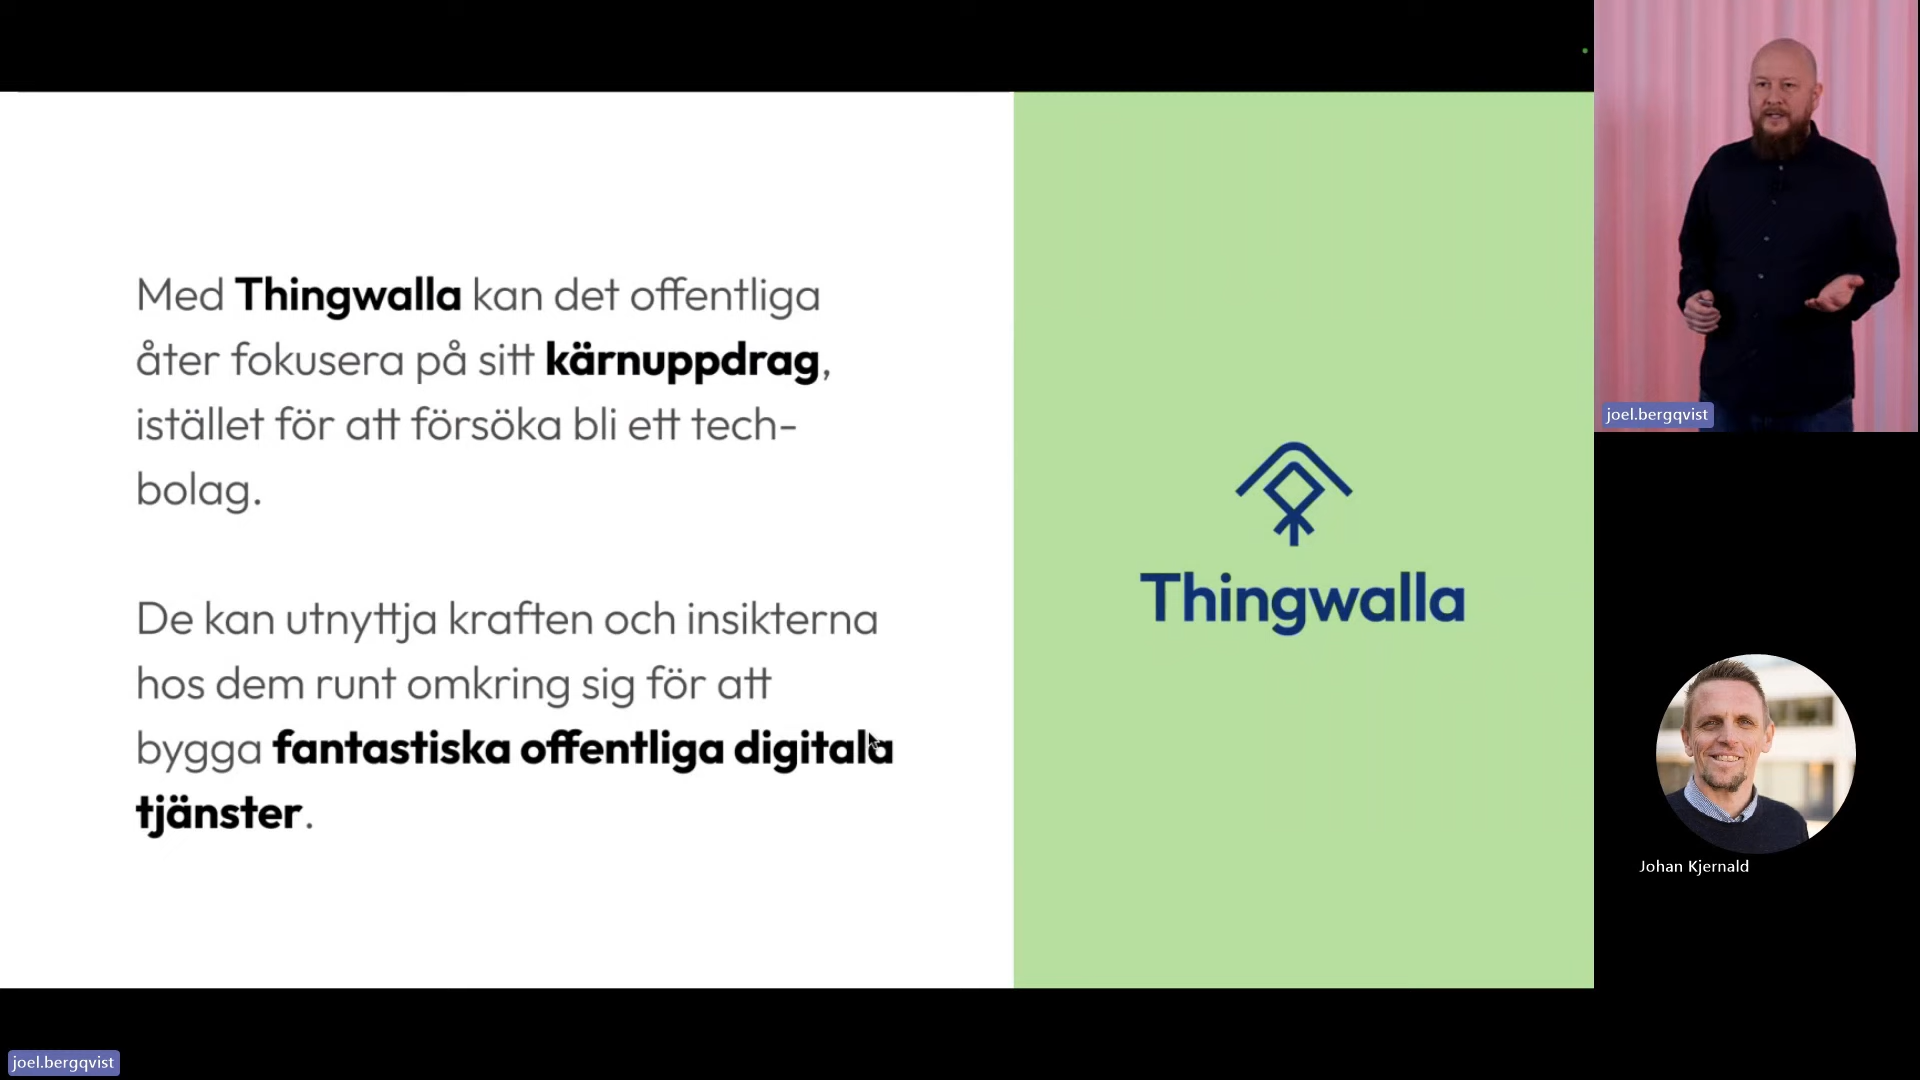 Med Thingwalla kan det offentliga
åter fokusera på sitt kärnuppdrag,
istället för att försöka bli ett tech-
bolag.
De kan utnyttja kraften och insikterna
hos dem runt omkring sig för att
bygga fantastiska offentliga digitala
tjänster.
Thingwalla
joel.bergqvist
Johan Kjernald
joel.bergqvist